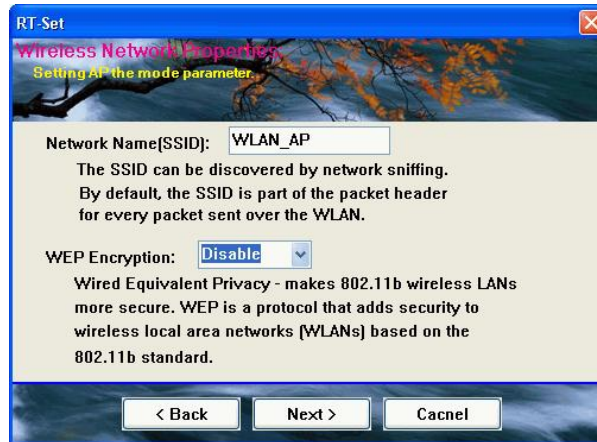 RT-Set
Wireless Network Properties.
Setting AP the mode parameter.
Network Name(SSID): WLAN_AP
The SSID can be discovered by network sniffing.
By default, the SSID is part of the packet header
for every packet sent over the WLAN.
WEP Encryption: Disable
Wired Equivalent Privacy - makes 802.11b wireless LANs
more secure. WEP is a protocol that adds security to
wireless local area networks (WLANs) based on the
802.11b standard.
< Back Next > Cacnel